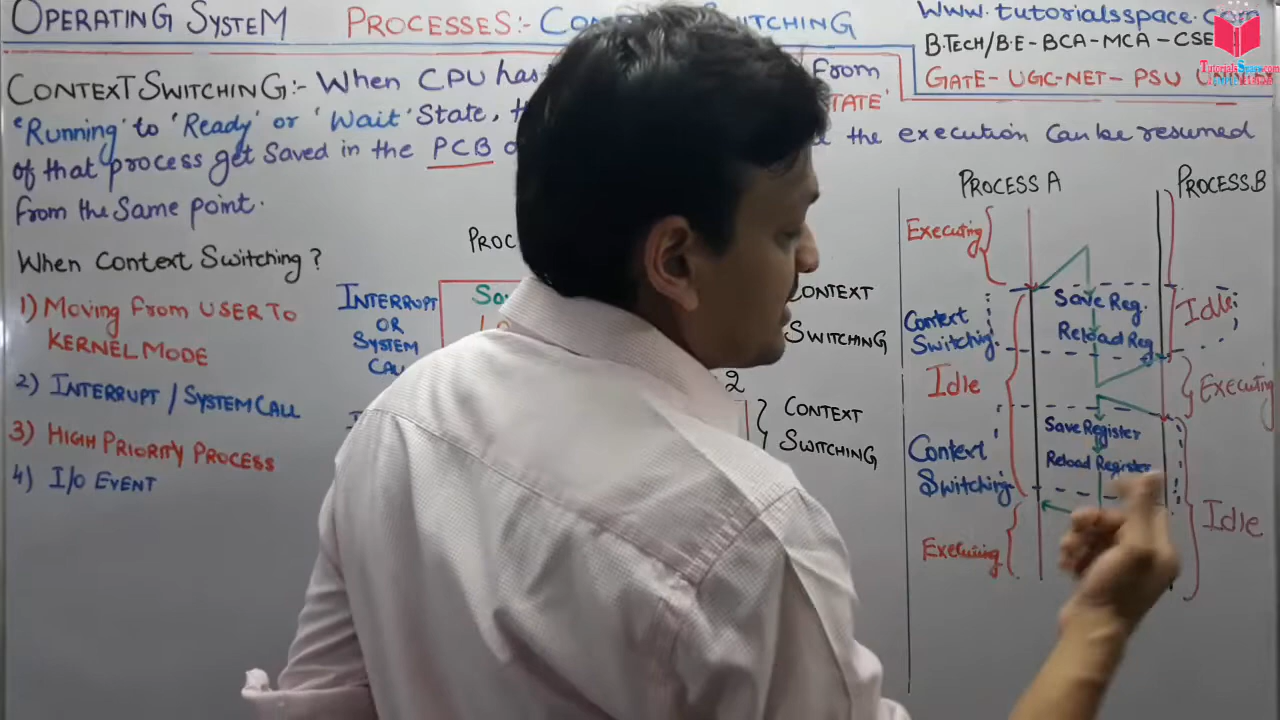 OPERATING SYSTEM PROCESSES:- SWITCHING
www.tutorialsspace.com
B.TECH/B.E-BCA-MCA-CSE
GATE-UGC-NET-PSU
CONTEXT SWITCHING:- When CPU has From
'Running' to 'Ready' or 'Wait' State, STATE'
of that process get Saved in the PCB the execution Can be resumed
From the Same point.
When Context Switching?
1) MOVING FROM USER TO
KERNEL MODE
2) INTERRUPT / SYSTEM CALL
3) HIGH PRIORITY PROCESS
4) I/O EVENT
INTERRUPT
OR
SYSTEM
CONTEXT
SWITCHING
2
CONTEXT
SWITCHING
PROCESS A
PROCESS B
Executing
Save Reg.
Idle
Context
Switching
Reload Reg
Idle
EXECUTING
Save Register
Context
Switching
Reload Register
Idle
Executing